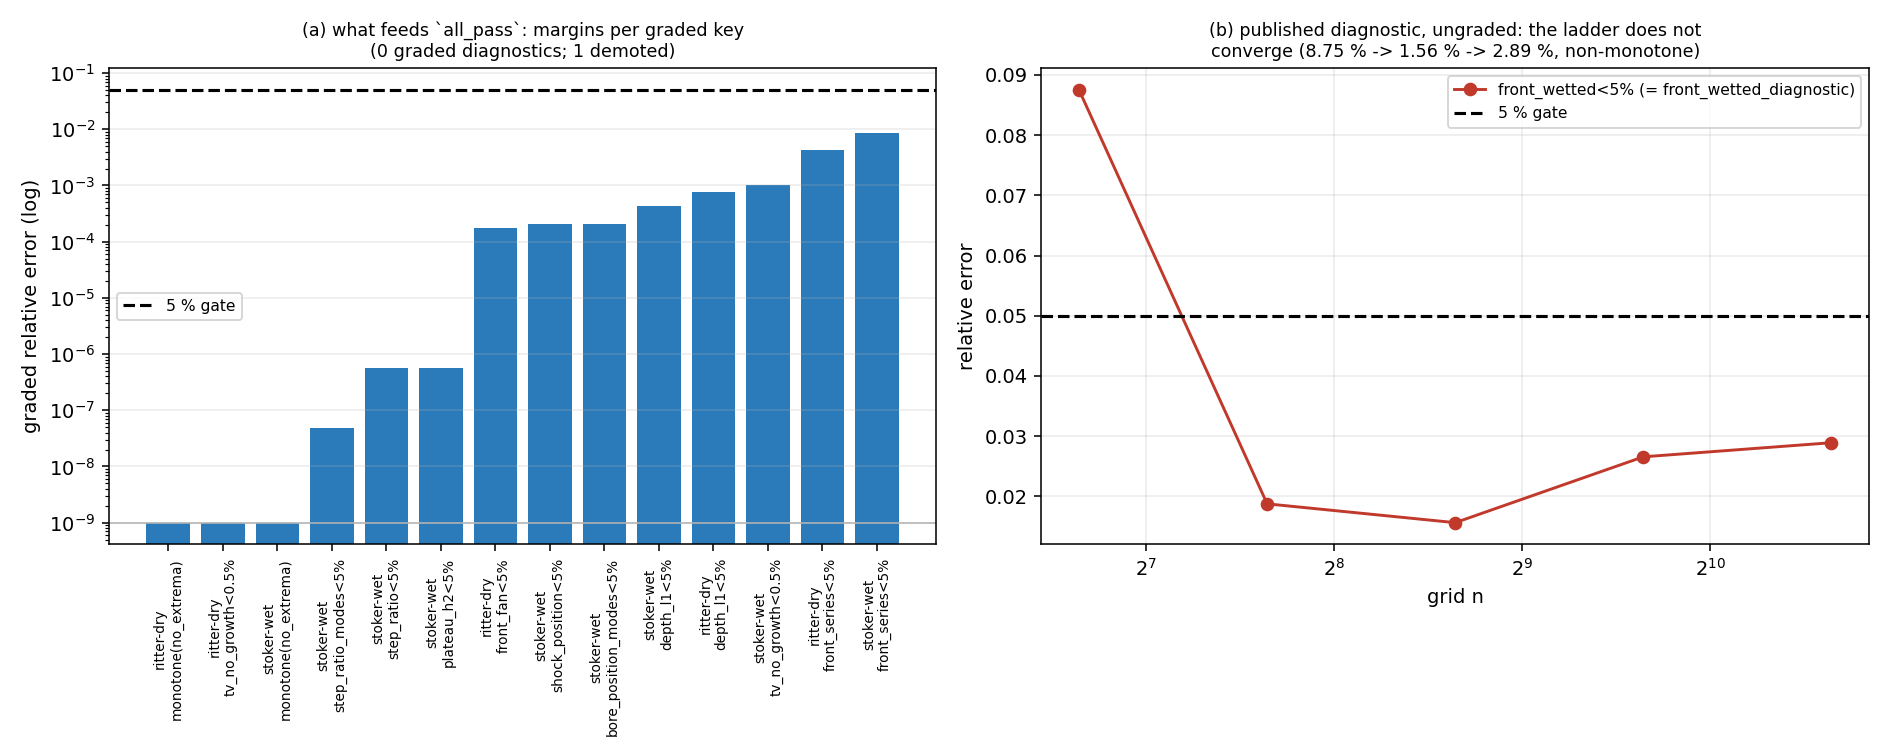 (a) what feeds `all_pass`: margins per graded key
(0 graded diagnostics; 1 demoted)
graded relative error (log)
10⁻¹
10⁻²
10⁻³
10⁻⁴
10⁻⁵
10⁻⁶
10⁻⁷
10⁻⁸
10⁻⁹
5 % gate
ritter-dry
monotone(no_extrema)
ritter-dry
tv_no_growth<0.5%
stoker-wet
monotone(no_extrema)
stoker-wet
step_ratio_modes<5%
stoker-wet
step_ratio<5%
stoker-wet
plateau_h2<5%
ritter-dry
front_fan<5%
stoker-wet
shock_position<5%
stoker-wet
bore_position_modes<5%
stoker-wet
depth_l1<5%
ritter-dry
depth_l1<5%
stoker-wet
tv_no_growth<0.5%
ritter-dry
front_series<5%
stoker-wet
front_series<5%
(b) published diagnostic, ungraded: the ladder does not
converge (8.75 % -> 1.56 % -> 2.89 %, non-monotone)
relative error
0.09
0.08
0.07
0.06
0.05
0.04
0.03
0.02
front_wetted<5% (= front_wetted_diagnostic)
5 % gate
2⁷
2⁸
2⁹
2¹⁰
grid n